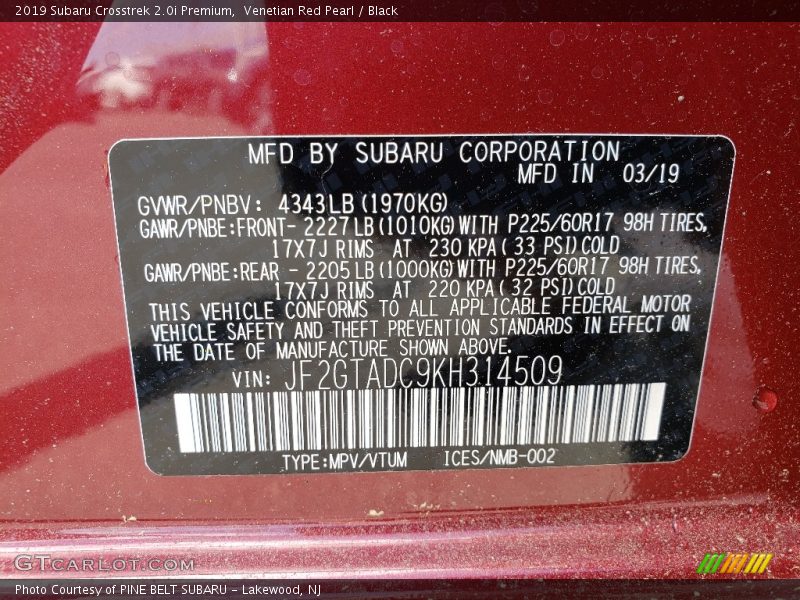 2019 Subaru Crosstrek 2.0i Premium, Venetian Red Pearl / Black
MFD BY SUBARU CORPORATION
MFD IN 03/19
GVWR/PNBV: 4343LB (1970KG)
GAWR/PNBE:FRONT- 2227LB (1010KG) WITH P225/60R17 98H TIRES,
17X7J RIMS AT 230 KPA ( 33 PSI) COLD
GAWR/PNBE:REAR - 2205LB (1000KG) WITH P225/60R17 98H TIRES,
17X7J RIMS AT 220 KPA ( 32 PSI) COLD
THIS VEHICLE CONFORMS TO ALL APPLICABLE FEDERAL MOTOR
VEHICLE SAFETY AND THEFT PREVENTION STANDARDS IN EFFECT ON
THE DATE OF MANUFACTURE SHOWN ABOVE.
VIN: JF2GTADC9KH314509
TYPE:MPV/VTUM ICES/NMB-002
GTcarlot.com
Photo Courtesy of PINE BELT SUBARU - Lakewood, NJ